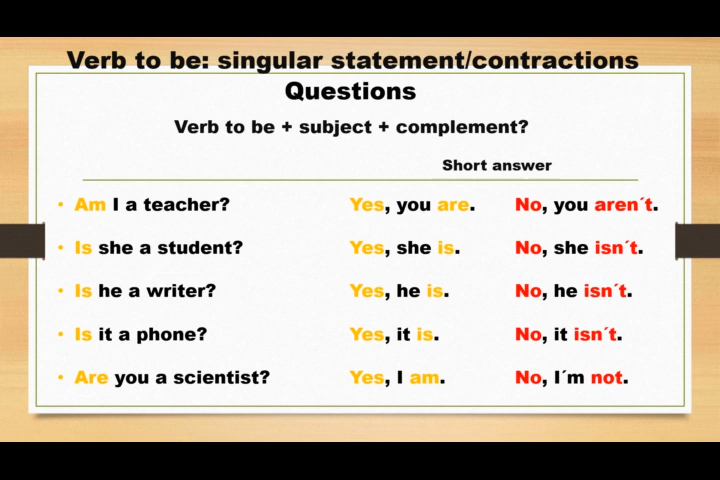 Verb to be: singular statement/contractions
Questions
Verb to be + subject + complement?
Short answer
• Am I a teacher? Yes, you are. No, you aren´t.
• Is she a student? Yes, she is. No, she isn´t.
• Is he a writer? Yes, he is. No, he isn´t.
• Is it a phone? Yes, it is. No, it isn´t.
• Are you a scientist? Yes, I am. No, I´m not.